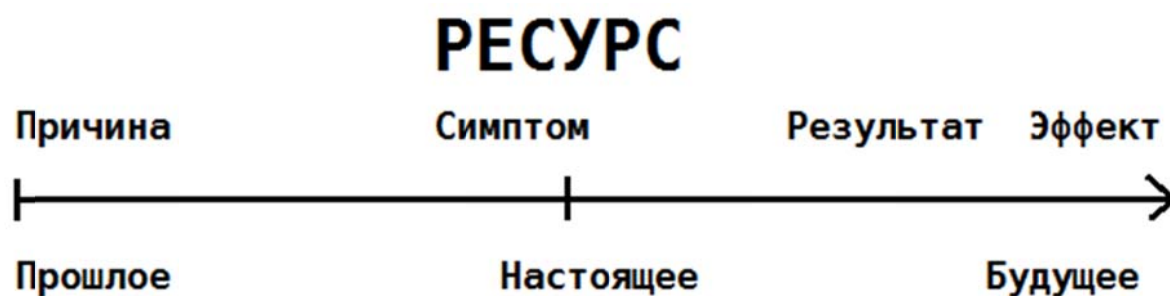 РЕСУРС
Причина Симптом Результат Эффект
Прошлое Настоящее Будущее